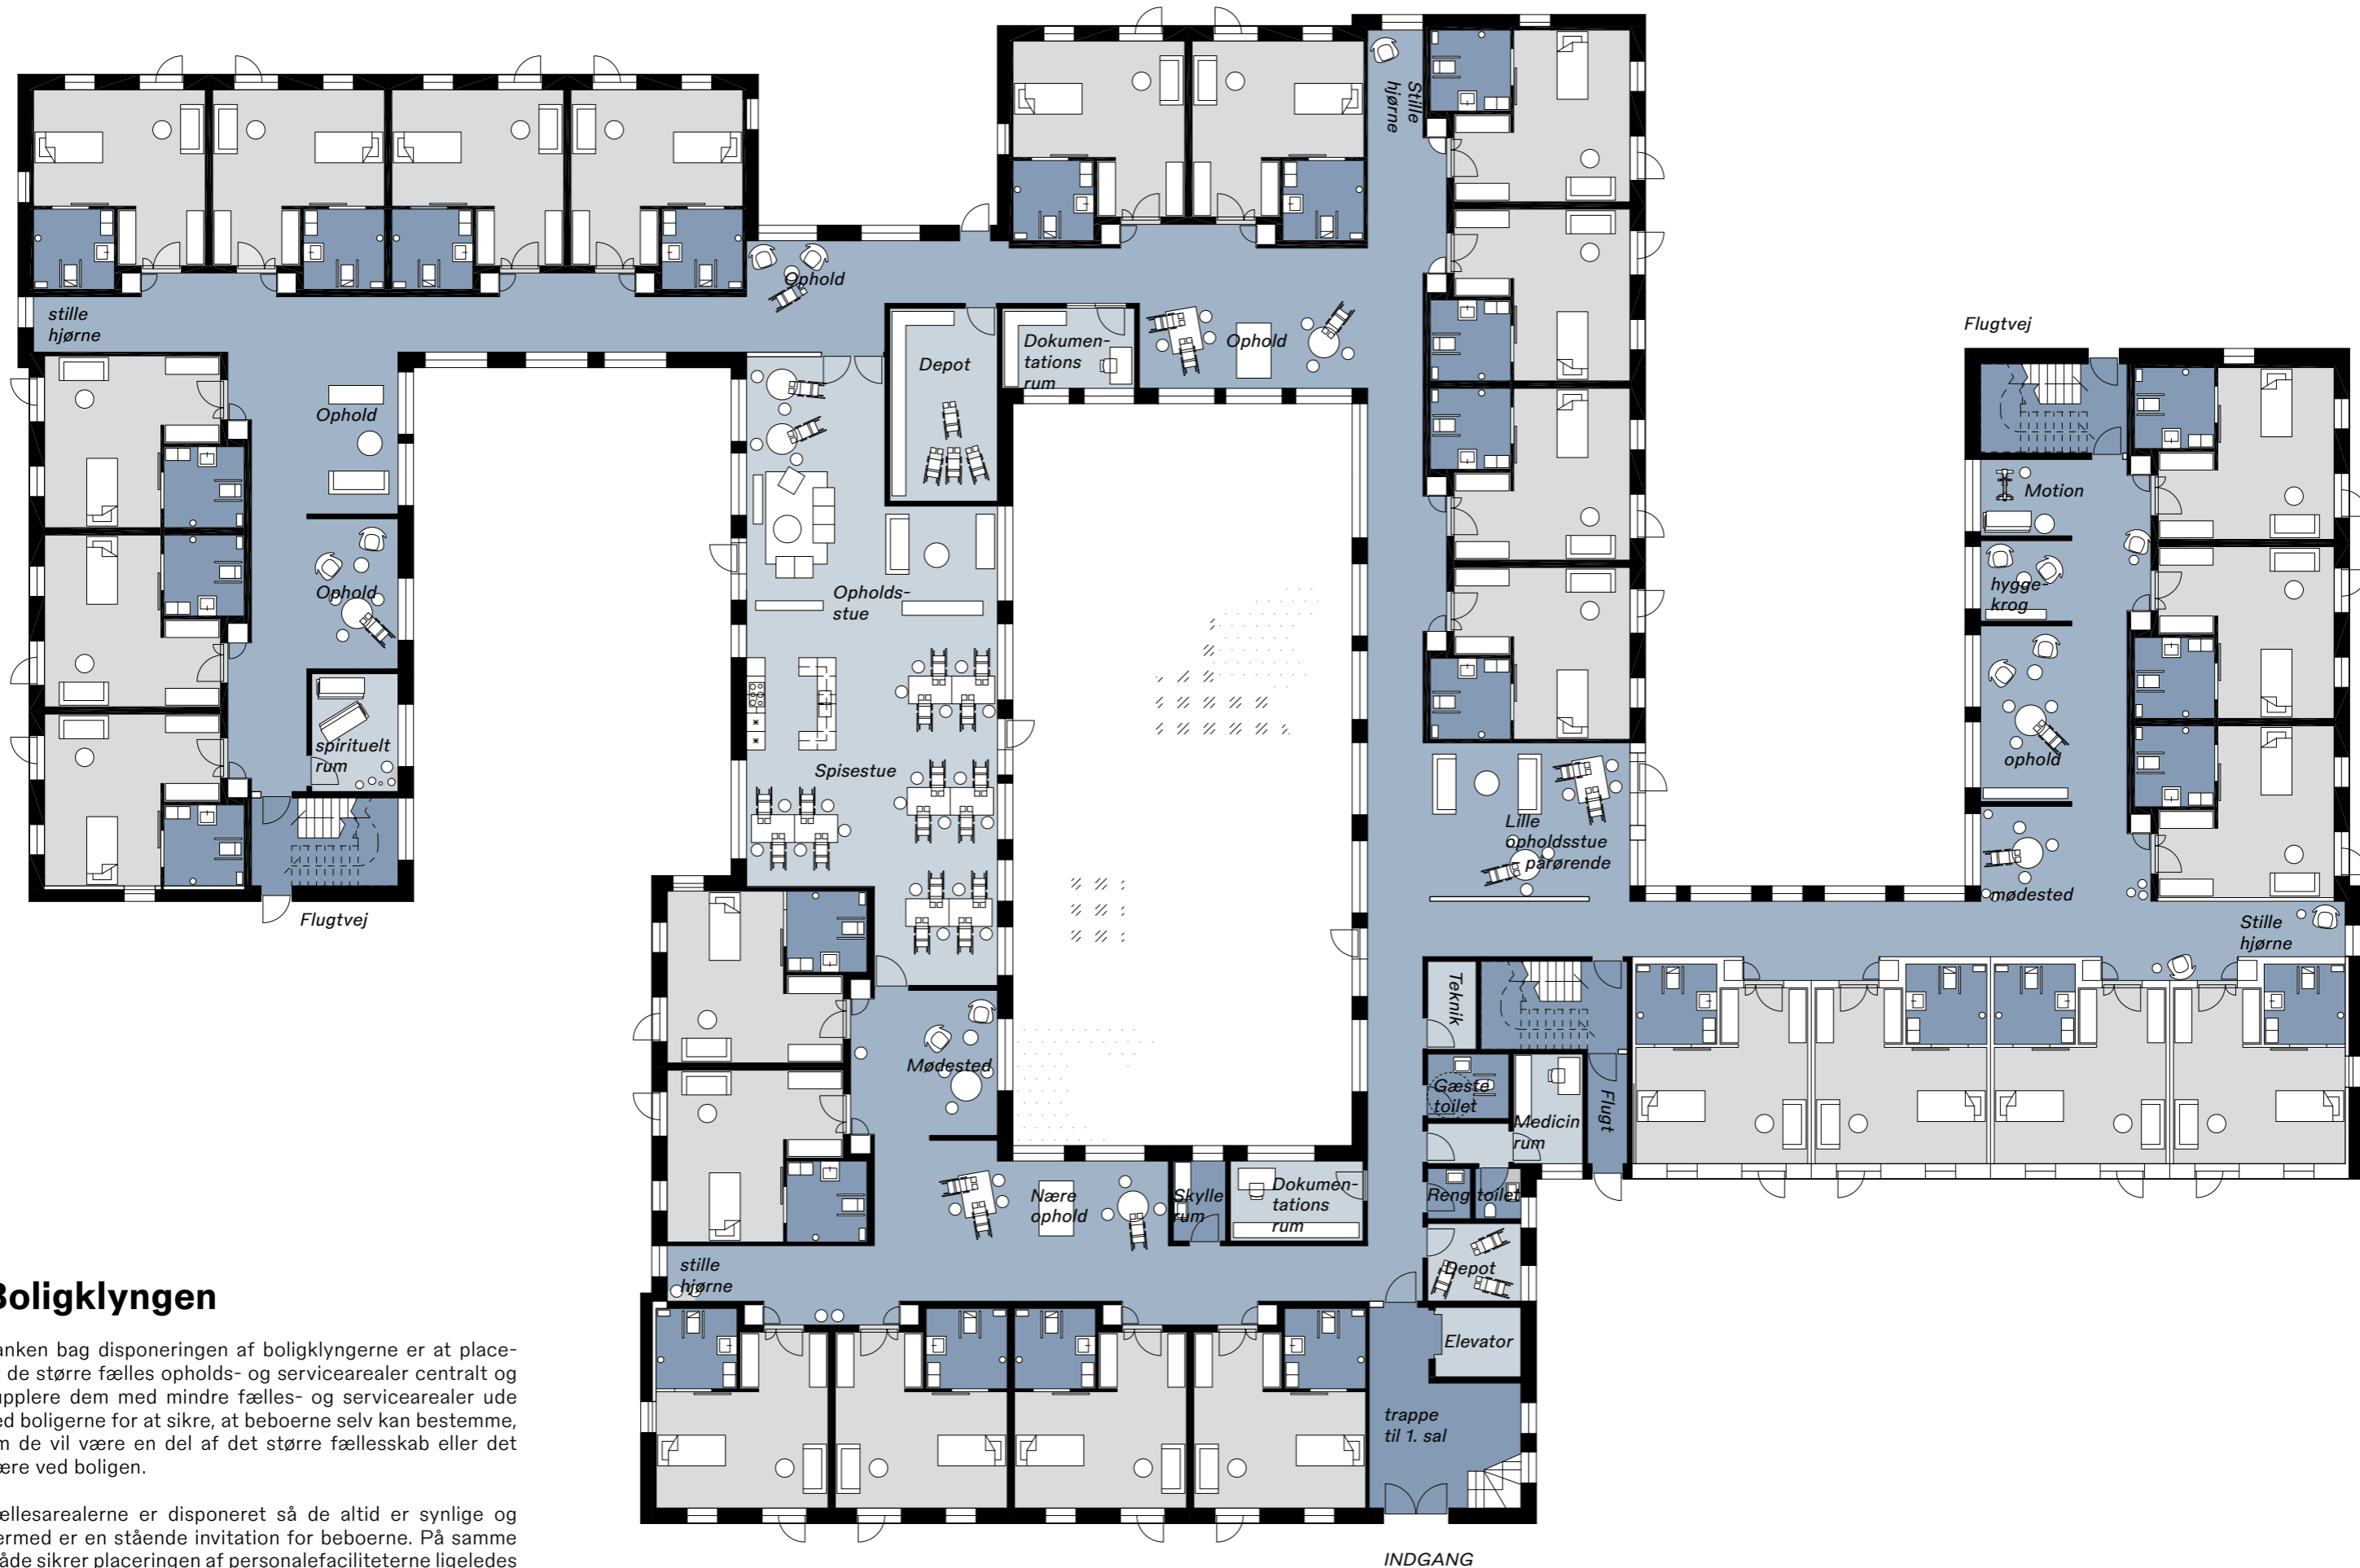 Stille
hjørne
Ophold
stille
hjørne
Flugtvej
Depot
Dokumen-
tations
rum
Ophold
Ophold
Motion
Ophold
hygge-
krog
Opholds-
stue
spirituelt
rum
ophold
Spisestue
Lille
opholdsstue
pårørende
mødested
Flugtvej
Stille
hjørne
Teknik
Mødested
Gæste
toilet
Medicin
rum
Flugt
Nære
ophold
Skylle
rum
Dokumen-
tations
rum
Reng
toilet
stille
hjørne
Depot
Elevator
trappe
til 1. sal
INDGANG
Boligklyngen
anken bag disponeringen af boligklyngerne er at place-
de større fælles opholds- og servicearealer centralt og
upplere dem med mindre fælles- og servicearealer ude
ed boligerne for at sikre, at beboerne selv kan bestemme,
m de vil være en del af det større fællesskab eller det
ære ved boligen.
ællesarealerne er disponeret så de altid er synlige og
ermed er en stående invitation for beboerne. På samme
åde sikrer placeringen af personalefaciliteterne ligeledes